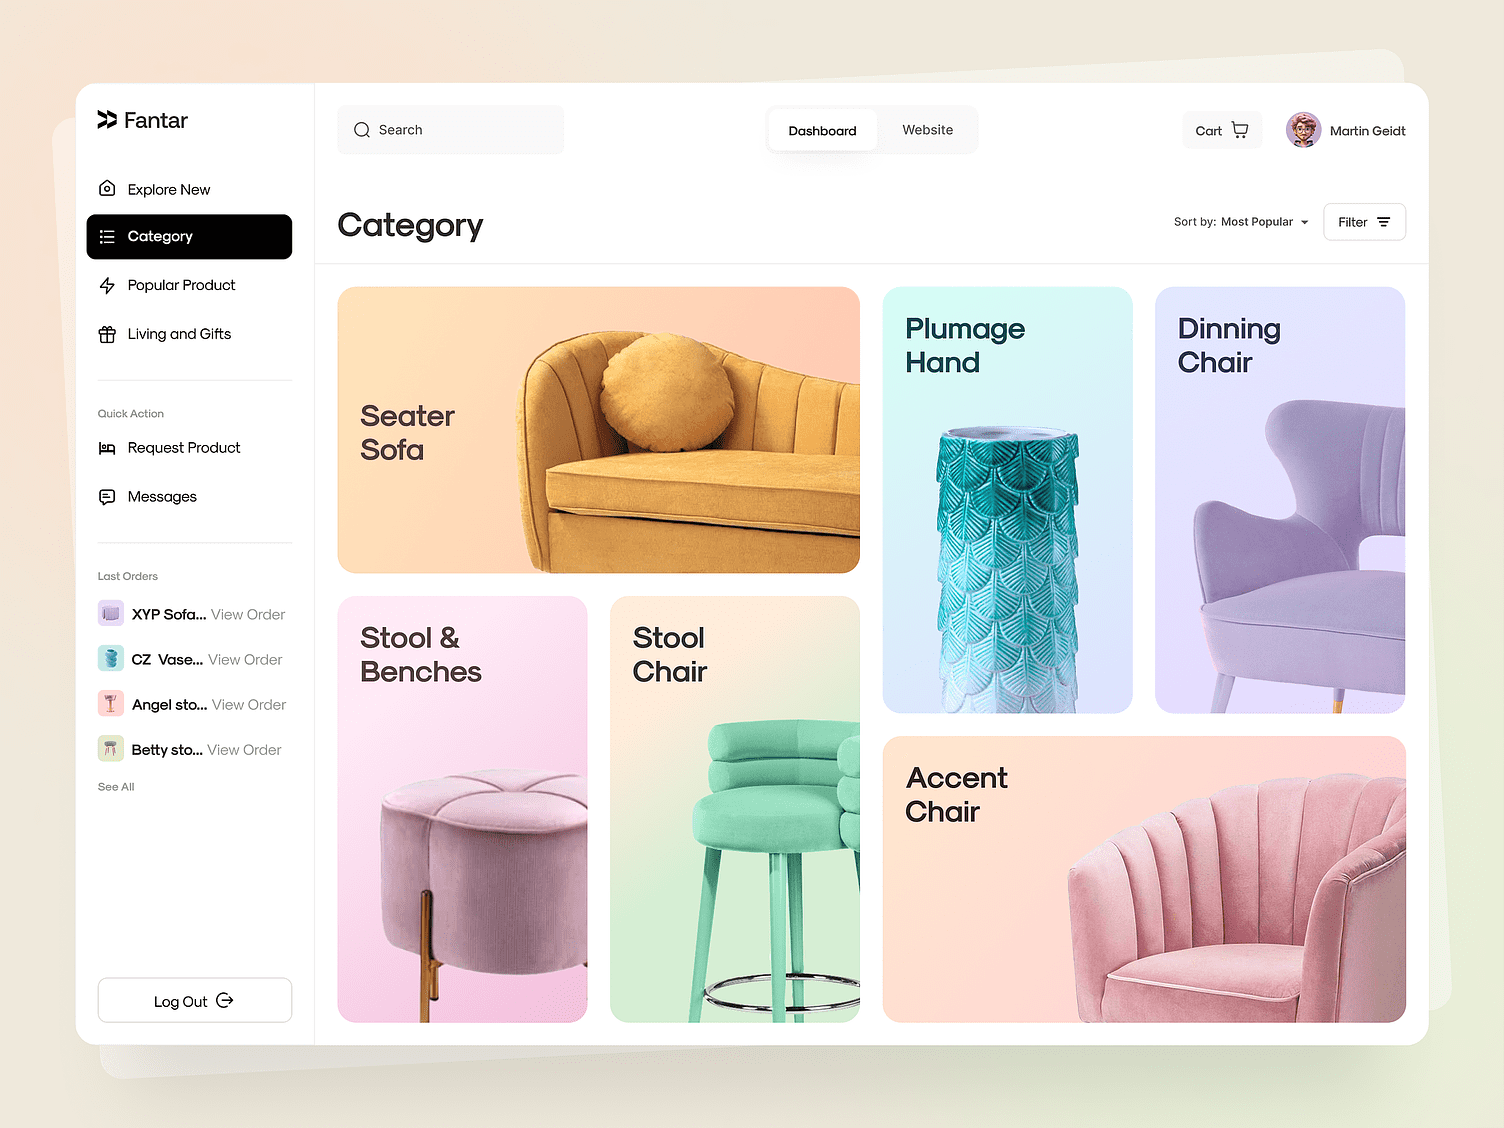 Fantar
Explore New
Category
Popular Product
Living and Gifts
Quick Action
Request Product
Messages
Last Orders
XYP Sofa... View Order
CZ Vase... View Order
Angel sto... View Order
Betty sto... View Order
See All
Log Out
Search
Dashboard
Website
Cart
Martin Geidt
Category
Sort by: Most Popular
Filter
Seater
Sofa
Plumage
Hand
Dinning
Chair
Stool &
Benches
Stool
Chair
Accent
Chair